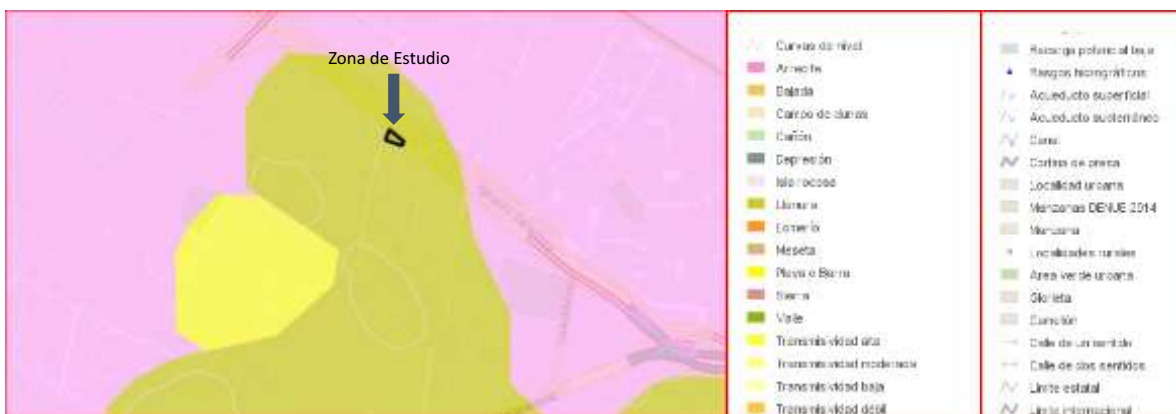 Zona de Estudio
Curvas de nivel
Arrecife
Bajada
Campo de dunas
Cañón
Depresión
Isla rocosa
Llanura
Lomerío
Meseta
Playa o Barra
Sierra
Valle
Transmisividad alta
Transmisividad moderada
Transmisividad baja
Transmisividad débil
Recarga potencial baja
Rasgos hidrográficos
Acueducto superficial
Acueducto subterráneo
Canal
Cortina de presa
Localidad urbana
Manzanas DENUE 2014
Manzana
Localidades rurales
Area verde urbana
Glorieta
Camellón
Calle de un sentido
Calle de dos sentidos
Límite estatal
Límite internacional